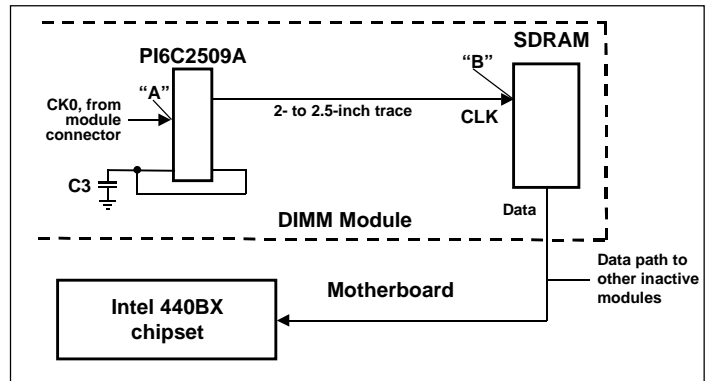 SDRAM
PI6C2509A
“B”
“A”
CK0, from
module
connector
2- to 2.5-inch trace
CLK
C3
Data
DIMM Module
Data path to
other inactive
modules
Motherboard
Intel 440BX
chipset